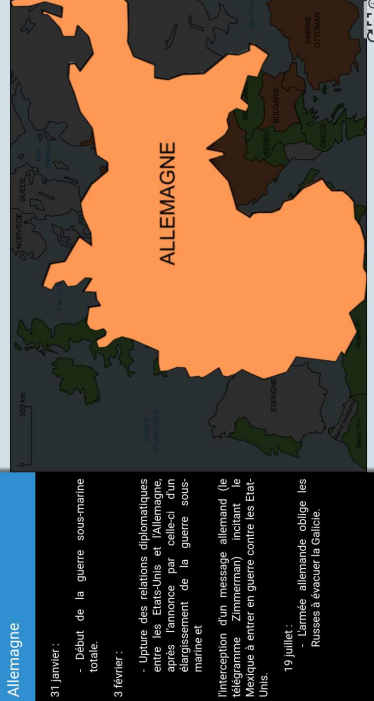 Allemagne
31 janvier :
- Début de la guerre sous-marine
totale.
3 février :
- Upture des relations diplomatiques
entre les Etats-Unis et l'Allemagne,
après l'annonce par celle-ci d'un
élargissement de la guerre sous-
marine et
l'interception d'un message allemand (le
télégramme Zimmerman) incitant le
Mexique à entrer en guerre contre les Etat-
Unis.
19 juillet :
- L'armée allemande oblige les
Russes à évacuer la Galicie.
0 500 km
NORVEGE
SUEDE
ALLEMAGNE
OCÉAN
ATLANTIQUE
ESPAGNE
BULGARIE
EMPIRE
OTTOMAN